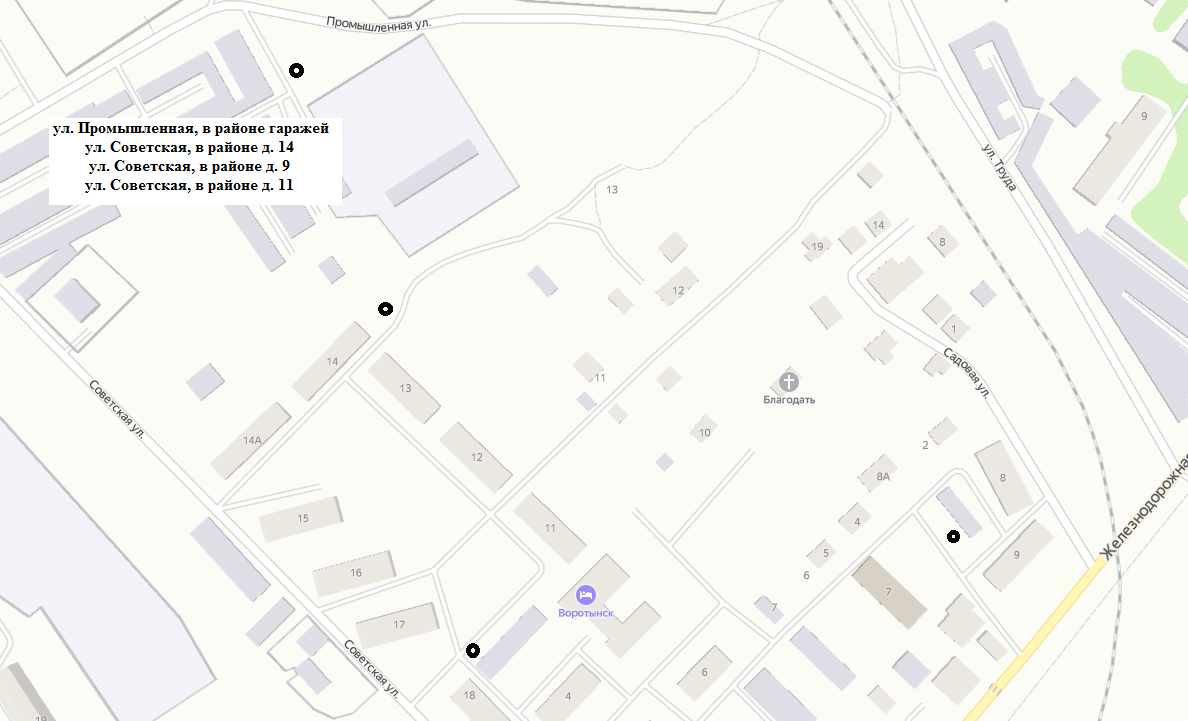 Промышленная ул.
ул. Промышленная, в районе гаражей
ул. Советская, в районе д. 14
ул. Советская, в районе д. 9
ул. Советская, в районе д. 11
9
ул. Труда
13
14
19
8
12
1
14
13
11
Садовая ул.
Благодать
Советская ул.
14А
12
10
2
8А
8
15
11
4
Железнодорожная
16
5
6
9
7
Воротынск
7
17
Советская ул.
6
18
4
19